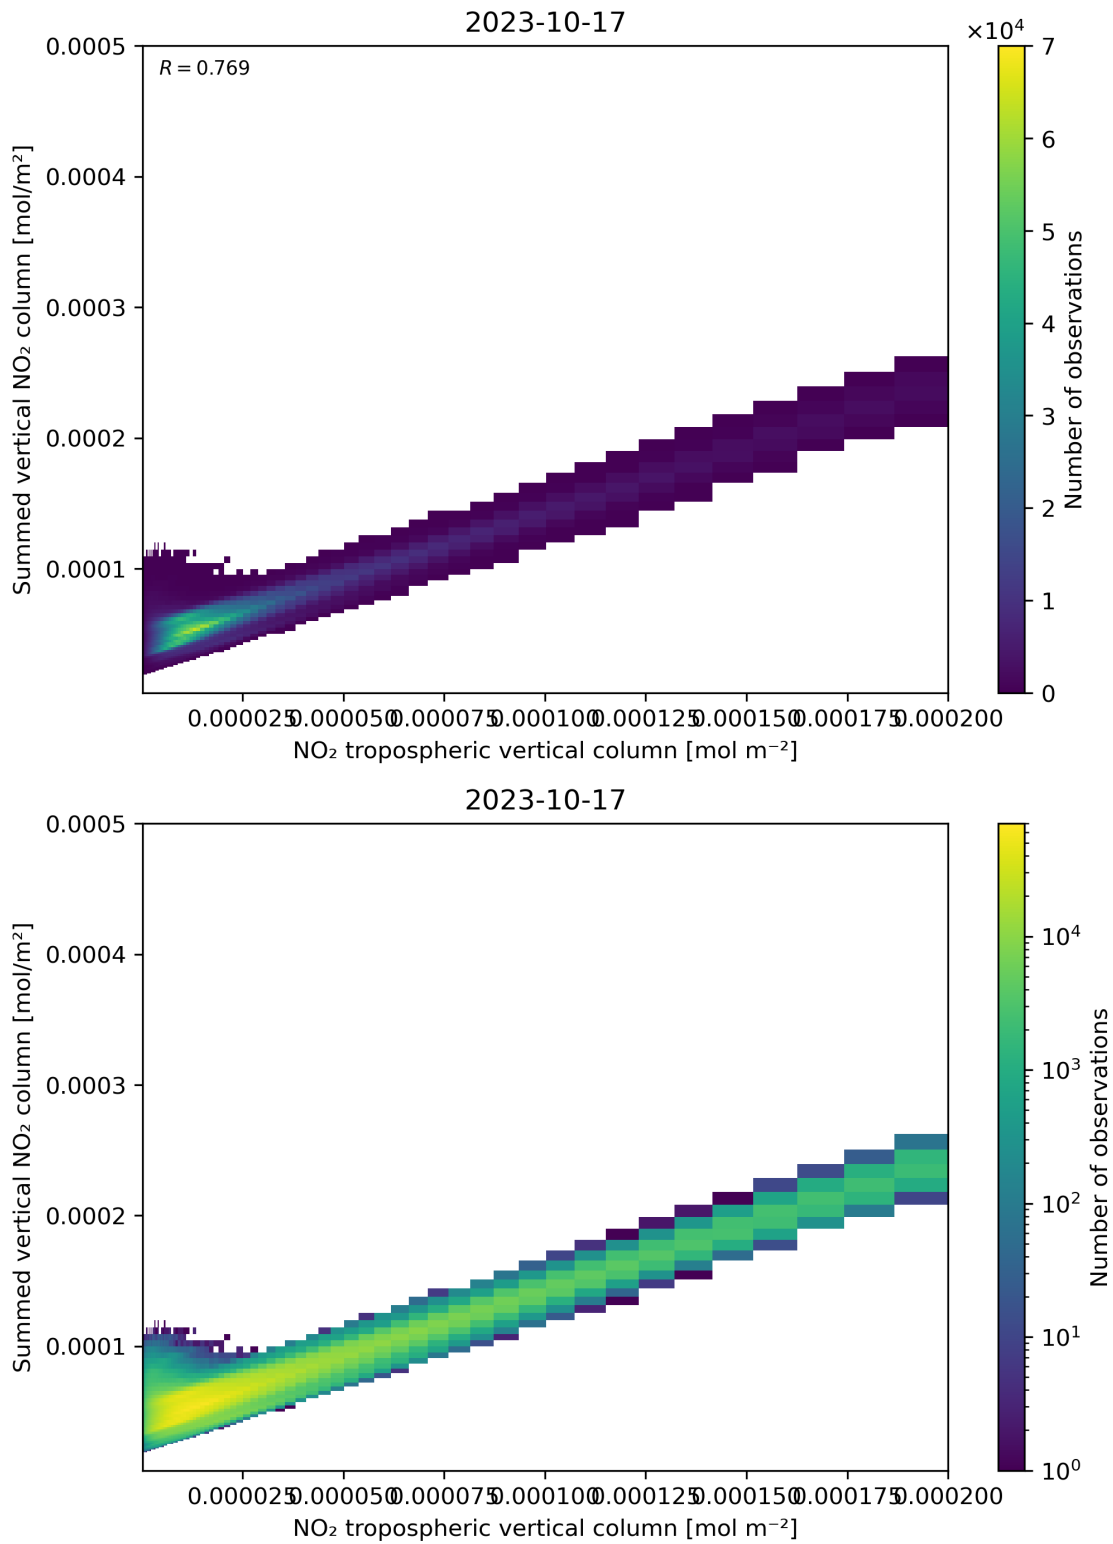 2023-10-17
×10⁴
R = 0.769
0.0005
0.0004
0.0003
0.0002
0.0001
Summed vertical NO₂ column [mol/m²]
0.000025 0.000050 0.000075 0.000100 0.000125 0.000150 0.000175 0.000200
NO₂ tropospheric vertical column [mol m⁻²]
7
6
5
4
3
2
1
0
Number of observations
2023-10-17
0.0005
0.0004
0.0003
0.0002
0.0001
Summed vertical NO₂ column [mol/m²]
0.000025 0.000050 0.000075 0.000100 0.000125 0.000150 0.000175 0.000200
NO₂ tropospheric vertical column [mol m⁻²]
10⁴
10³
10²
10¹
10⁰
Number of observations